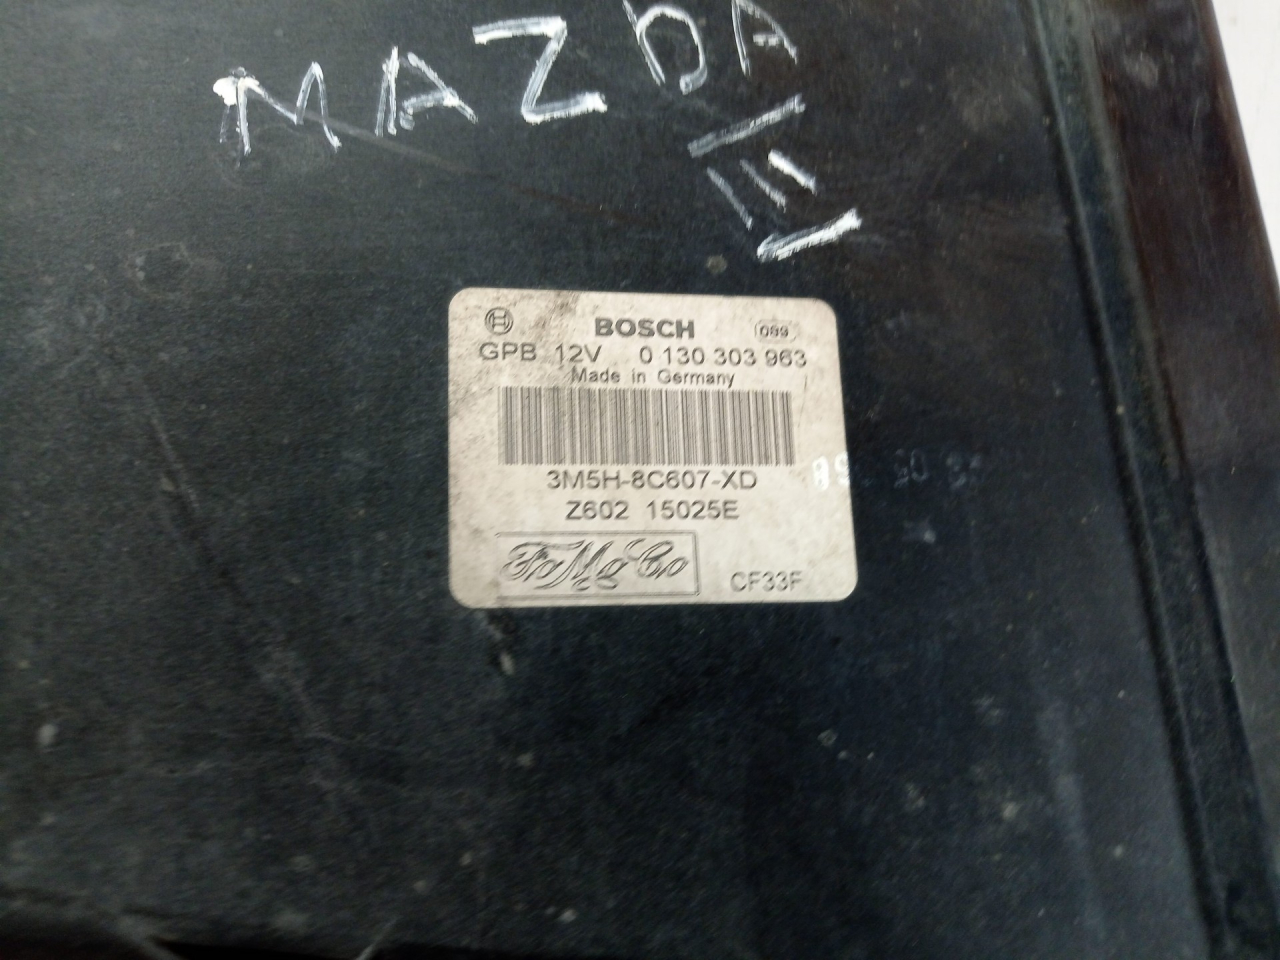 MAZDA
III
BOSCH 089
GPB 12V 0 130 303 963
Made in Germany
3M5H-8C607-XD
Z602 15025E
FoMoCo CF33F